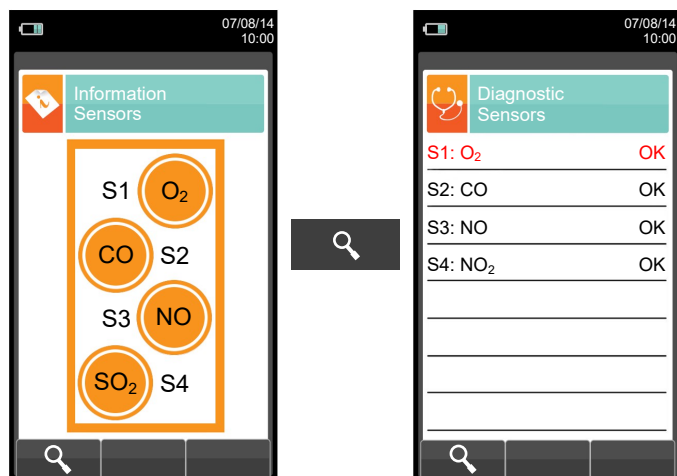 07/08/14
10:00
Information
Sensors
S1 O₂
CO S2
S3 NO
SO₂ S4
07/08/14
10:00
Diagnostic
Sensors
S1: O₂ OK
S2: CO OK
S3: NO OK
S4: NO₂ OK